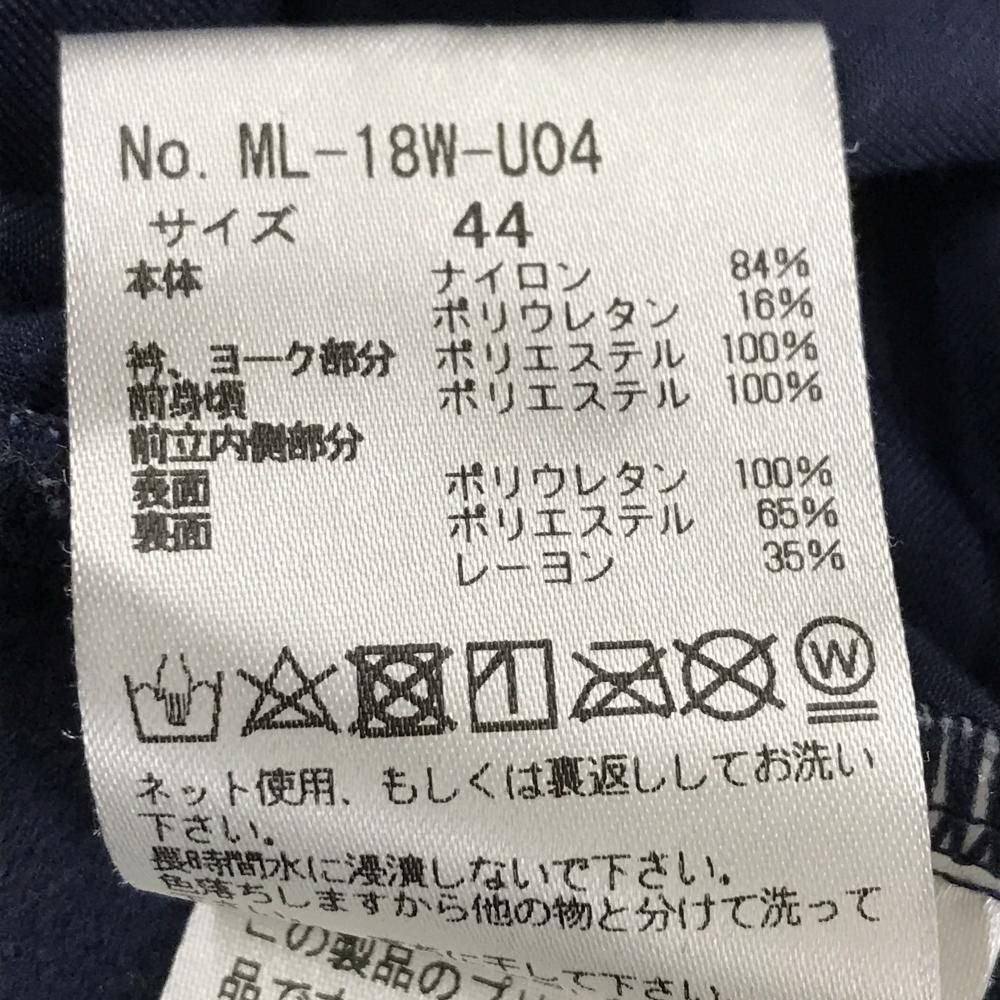 No. ML-18W-U04
サイズ 44
本体 ナイロン 84%
ポリウレタン 16%
衿、ヨーク部分 ポリエステル 100%
前身頃 ポリエステル 100%
前立内側部分
表面 ポリウレタン 100%
裏面 ポリエステル 65%
レーヨン 35%
W
ネット使用、もしくは裏返ししてお洗い
下さい。
長時間水に浸漬しないで下さい。
色落ちしますから他の物と分けて洗って
この製品の
品で